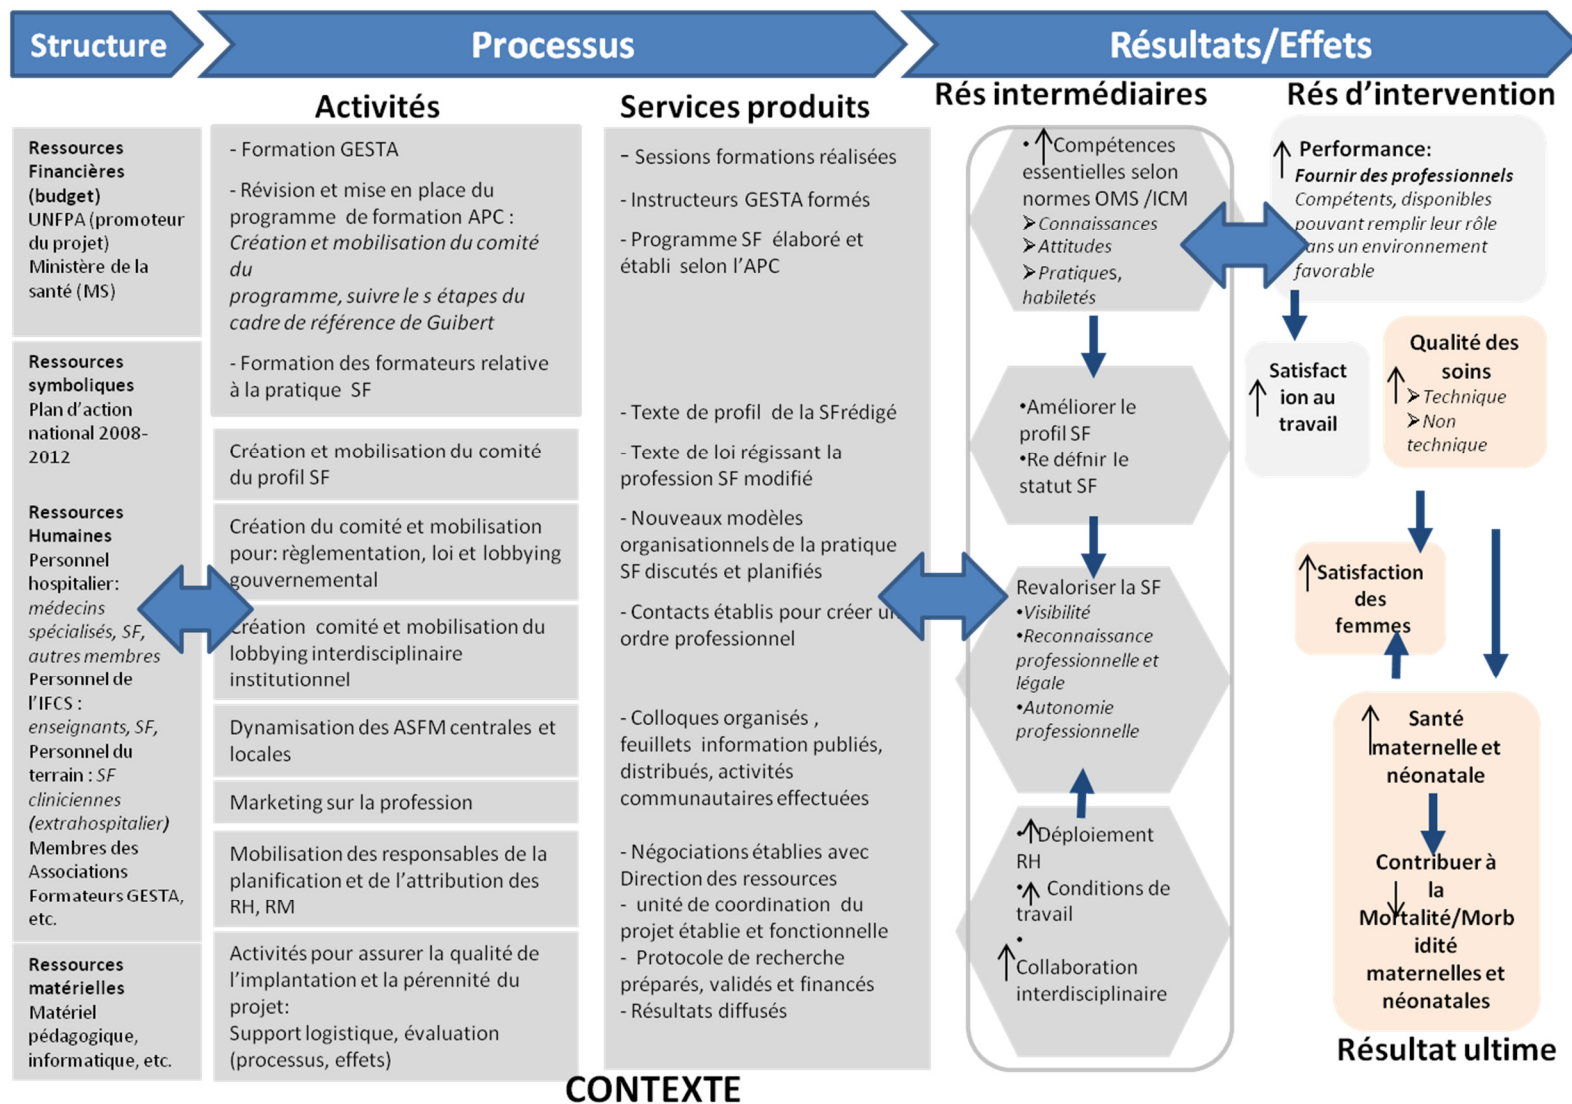 Structure
Processus
Résultats/Effets
Activités
Services produits
Rés intermédiaires
Rés d'intervention
Ressources
Financières
(budget)
UNFPA (promoteur
du projet)
Ministère de la
santé (MS)
Ressources
symboliques
Plan d'action
national 2008-
2012
Ressources
Humaines
Personnel
hospitalier:
médecins
spécialisés, SF,
autres membres
Personnel de
l'IFCS :
enseignants, SF,
Personnel du
terrain : SF
cliniciennes
(extrahospitalier)
Membres des
Associations
Formateurs GESTA,
etc.
Ressources
matérielles
Matériel
pédagogique,
informatique, etc.
- Formation GESTA
- Révision et mise en place du
programme de formation APC :
Création et mobilisation du comité
du
programme, suivre le s étapes du
cadre de référence de Guibert
- Formation des formateurs relative
à la pratique SF
Création et mobilisation du comité
du profil SF
Création du comité et mobilisation
pour: règlementation, loi et lobbying
gouvernemental
Création comité et mobilisation du
lobbying interdisciplinaire
institutionnel
Dynamisation des ASFM centrales et
locales
Marketing sur la profession
Mobilisation des responsables de la
planification et de l'attribution des
RH, RM
Activités pour assurer la qualité de
l'implantation et la pérennité du
projet:
Support logistique, évaluation
(processus, effets)
- Sessions formations réalisées
- Instructeurs GESTA formés
- Programme SF élaboré et
établi selon l'APC
- Texte de profil de la SFrédigé
- Texte de loi régissant la
profession SF modifié
- Nouveaux modèles
organisationnels de la pratique
SF discutés et planifiés
- Contacts établis pour créer un
ordre professionnel
- Colloques organisés ,
feuillets information publiés,
distribués, activités
communautaires effectuées
- Négociations établies avec
Direction des ressources
- unité de coordination du
projet établie et fonctionnelle
- Protocole de recherche
préparés, validés et financés
- Résultats diffusés
• ↑Compétences
essentielles selon
normes OMS /ICM
➢Connaissances
➢Attitudes
➢Pratiques,
habiletés
•Améliorer le
profil SF
•Re défnir le
statut SF
Revaloriser la SF
•Visibilité
•Reconnaissance
professionnelle et
légale
•Autonomie
professionnelle
•↑Déploiement
RH
•↑ Conditions de
travail
•
↑Collaboration
interdisciplinaire
↑ Performance:
Fournir des professionnels
Compétents, disponibles
pouvant remplir leur rôle
dans un environnement
favorable
↑ Satisfact
ion au
travail
Qualité des
soins
↑ ➢Technique
➢Non
technique
↑Satisfaction
des
femmes
↑ Santé
maternelle et
néonatale
Contribuer à
la
↓
Mortalité/Morb
idité
maternelles et
néonatales
Résultat ultime
CONTEXTE